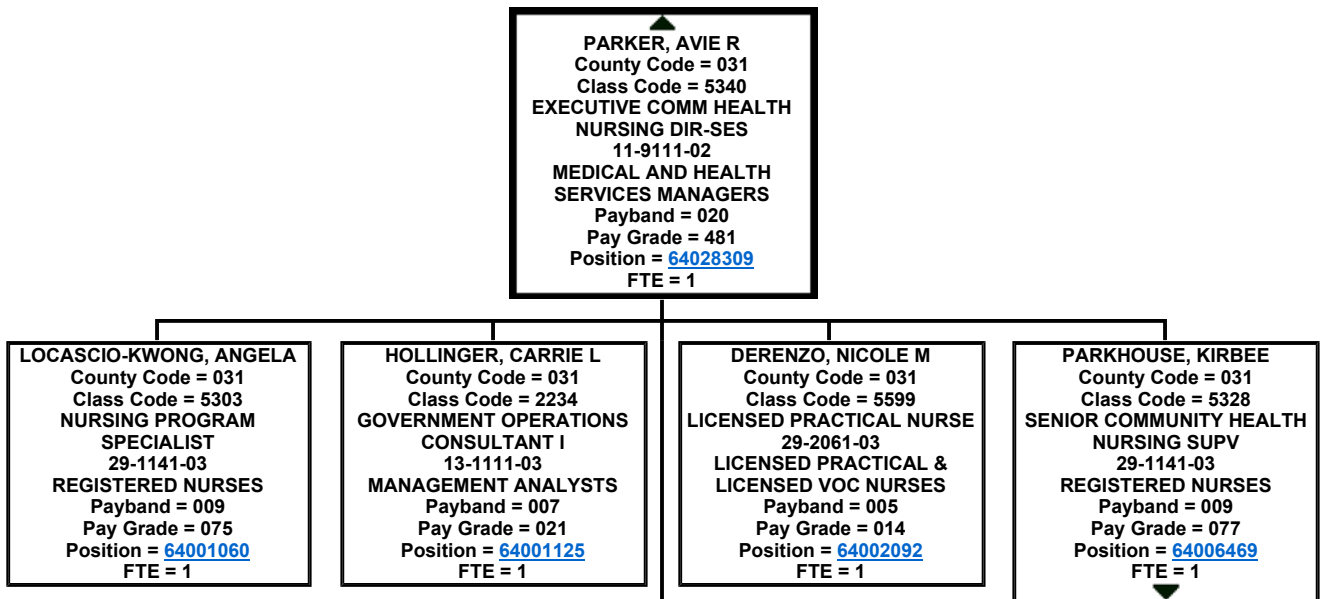 PARKER, AVIE R
County Code = 031
Class Code = 5340
EXECUTIVE COMM HEALTH
NURSING DIR-SES
11-9111-02
MEDICAL AND HEALTH
SERVICES MANAGERS
Payband = 020
Pay Grade = 481
Position = 64028309
FTE = 1
LOCASCIO-KWONG, ANGELA
County Code = 031
Class Code = 5303
NURSING PROGRAM
SPECIALIST
29-1141-03
REGISTERED NURSES
Payband = 009
Pay Grade = 075
Position = 64001060
FTE = 1
HOLLINGER, CARRIE L
County Code = 031
Class Code = 2234
GOVERNMENT OPERATIONS
CONSULTANT I
13-1111-03
MANAGEMENT ANALYSTS
Payband = 007
Pay Grade = 021
Position = 64001125
FTE = 1
DERENZO, NICOLE M
County Code = 031
Class Code = 5599
LICENSED PRACTICAL NURSE
29-2061-03
LICENSED PRACTICAL &
LICENSED VOC NURSES
Payband = 005
Pay Grade = 014
Position = 64002092
FTE = 1
PARKHOUSE, KIRBEE
County Code = 031
Class Code = 5328
SENIOR COMMUNITY HEALTH
NURSING SUPV
29-1141-03
REGISTERED NURSES
Payband = 009
Pay Grade = 077
Position = 64006469
FTE = 1